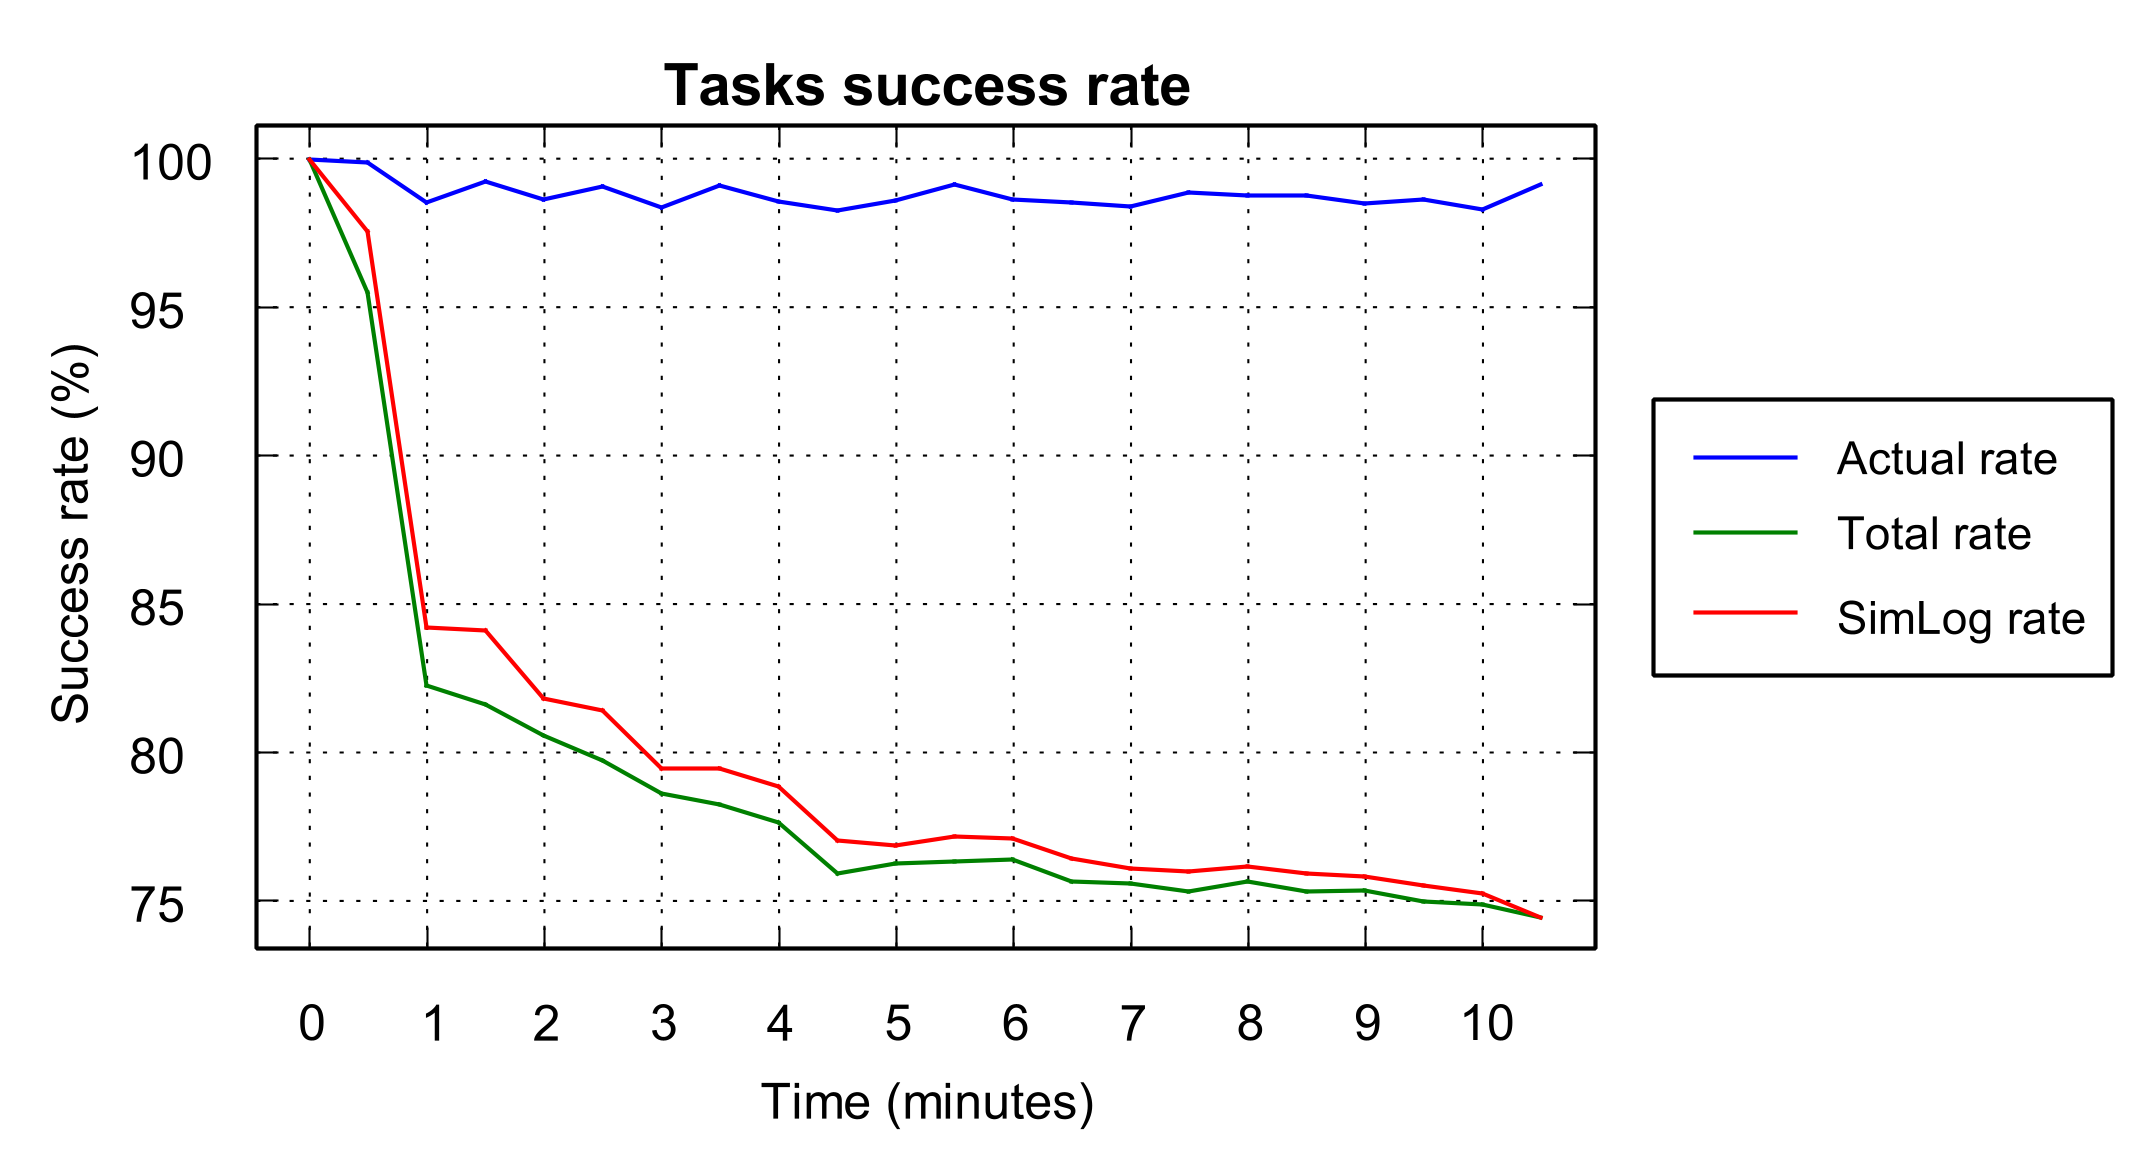 Tasks success rate
100
95
90
85
80
75
Success rate (%)
0 1 2 3 4 5 6 7 8 9 10
Time (minutes)
Actual rate
Total rate
SimLog rate